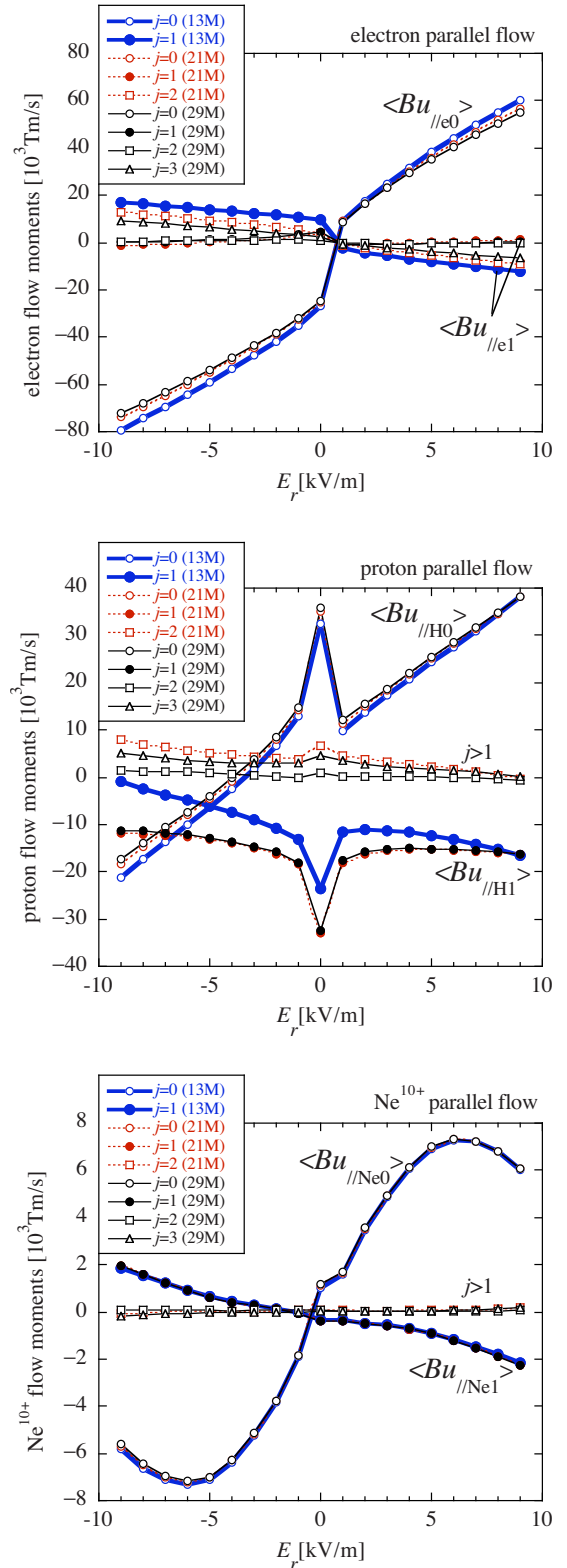 j=0 (13M)
j=1 (13M)
j=0 (21M)
j=1 (21M)
j=2 (21M)
j=0 (29M)
j=1 (29M)
j=2 (29M)
j=3 (29M)
electron parallel flow
<Bu//e0>
<Bu//e1>
electron flow moments [10³Tm/s]
80
60
40
20
0
−20
−40
−60
−80
-10
-5
0
5
10
E_r[kV/m]
j=0 (13M)
j=1 (13M)
j=0 (21M)
j=1 (21M)
j=2 (21M)
j=0 (29M)
j=1 (29M)
j=2 (29M)
j=3 (29M)
proton parallel flow
<Bu//H0>
j>1
<Bu//H1>
proton flow moments [10³Tm/s]
40
30
20
10
0
−10
−20
−30
−40
-10
-5
0
5
10
E_r[kV/m]
j=0 (13M)
j=1 (13M)
j=0 (21M)
j=1 (21M)
j=2 (21M)
j=0 (29M)
j=1 (29M)
j=2 (29M)
j=3 (29M)
Ne¹⁰⁺ parallel flow
<Bu//Ne0>
j>1
<Bu//Ne1>
Ne¹⁰⁺ flow moments [10³Tm/s]
8
6
4
2
0
−2
−4
−6
−8
-10
-5
0
5
10
E_r[kV/m]